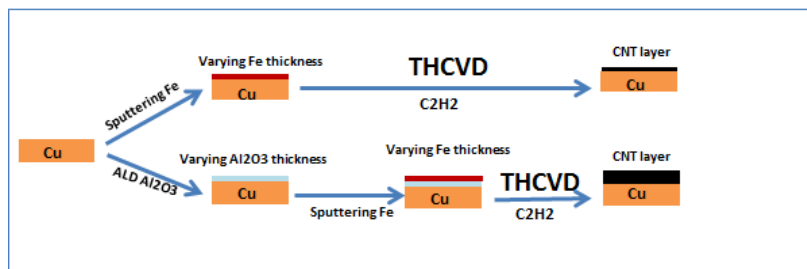 Cu
Sputtering Fe
Varying Fe thickness
Cu
THCVD
C2H2
CNT layer
Cu
ALD Al2O3
Varying Al2O3 thickness
Cu
Sputtering Fe
Varying Fe thickness
Cu
THCVD
C2H2
CNT layer
Cu